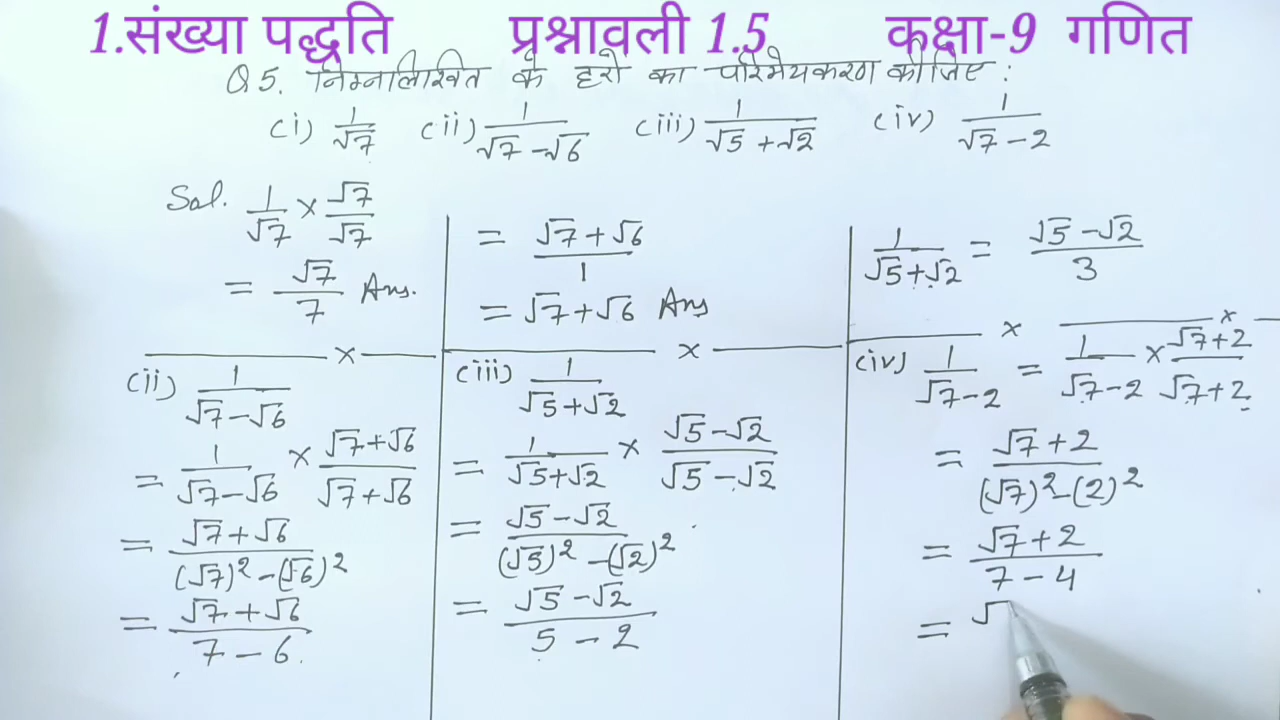 1.संख्या पद्धति प्रश्नावली 1.5 कक्षा-9 गणित
Q5. निम्नलिखित के हरों का परिमेयकरण कीजिए :
(i) 1/√7 (ii) 1/(√7 -√6) (iii) 1/(√5 +√2) (iv) 1/(√7 - 2)
Sol. 1/√7 × √7/√7
= √7/7 Ans.
(ii) 1/(√7-√6)
= 1/(√7-√6) × (√7+√6)/(√7+√6)
= (√7+√6)/((√7)²-(√6)²)
= (√7+√6)/(7-6)
= (√7+√6)/1
= √7+√6 Ans
(iii) 1/(√5+√2)
= 1/(√5+√2) × (√5-√2)/(√5-√2)
= (√5-√2)/((√5)²-(√2)²)
= (√5-√2)/(5-2)
1/(√5+√2) = (√5-√2)/3
(iv) 1/(√7-2) = 1/(√7-2) × (√7+2)/(√7+2)
= (√7+2)/((√7)²-(2)²)
= (√7+2)/(7-4)
= √